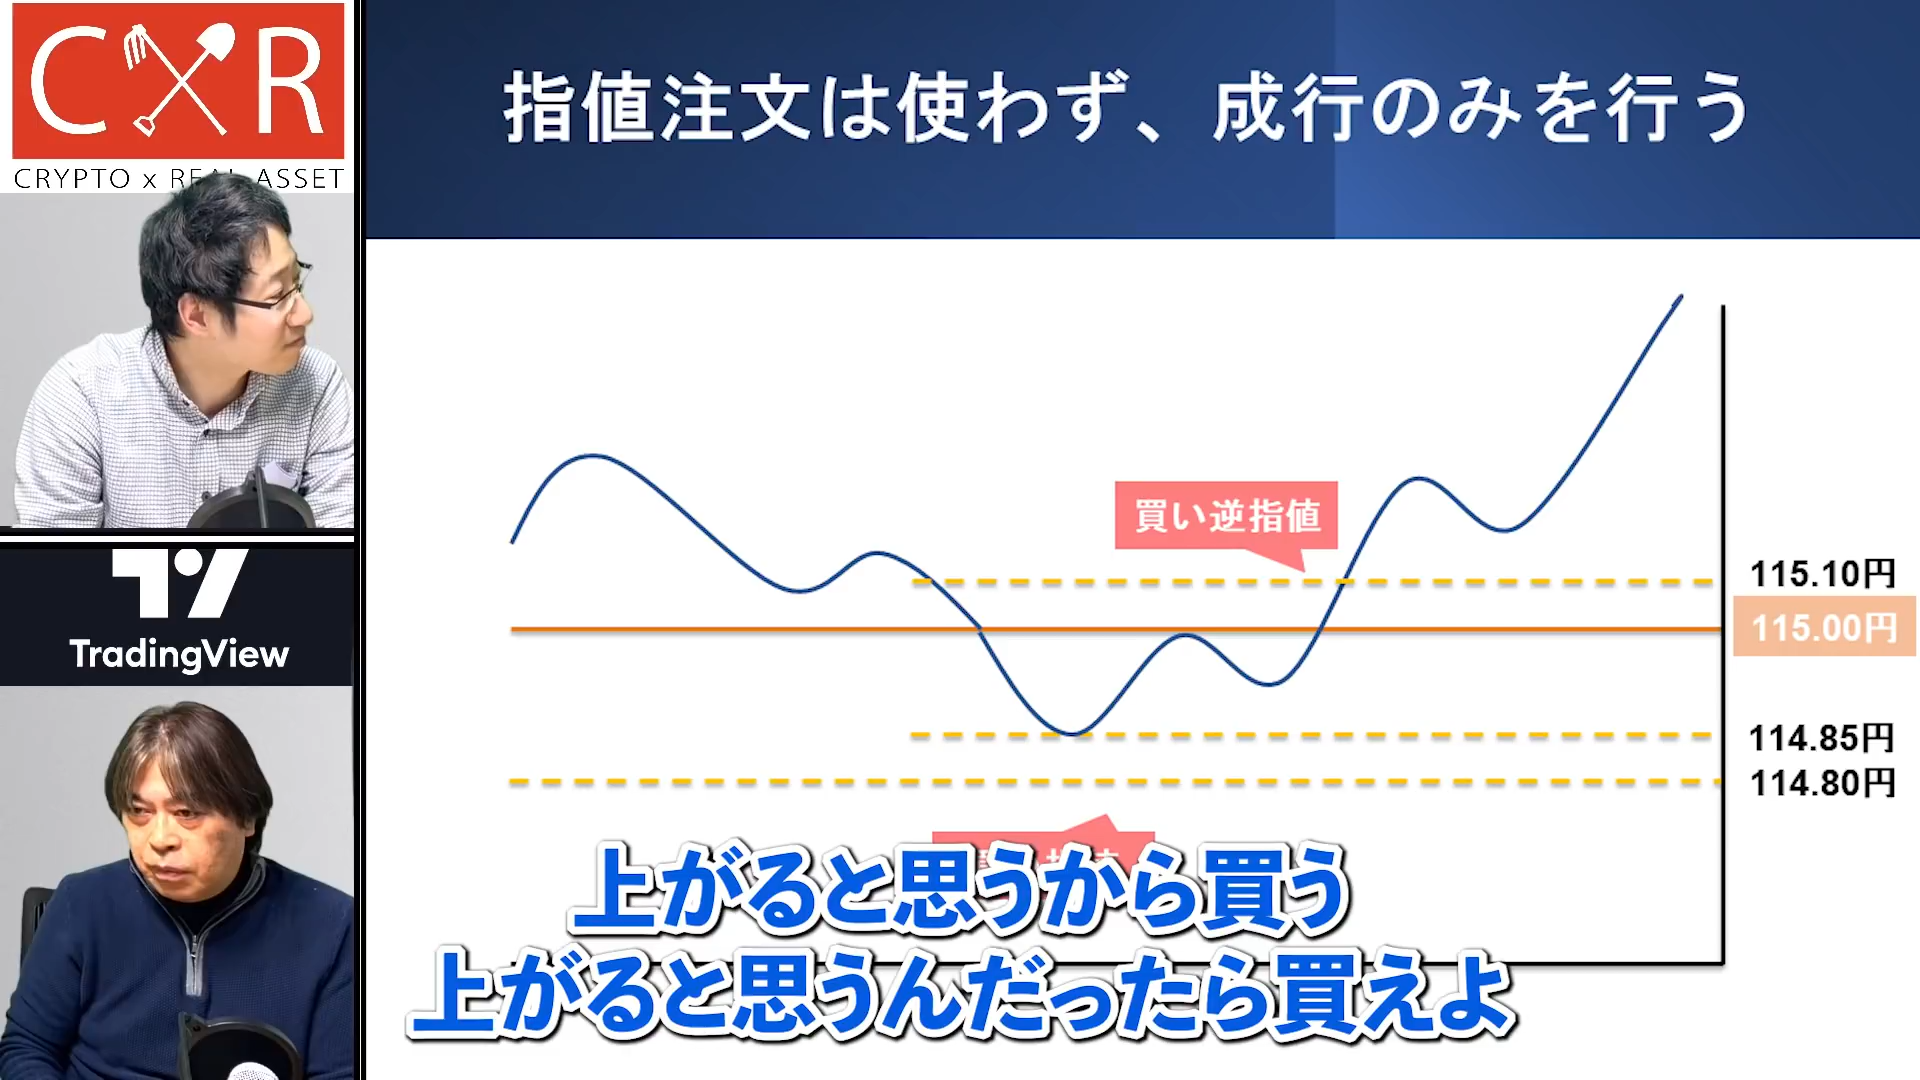 CXR
CRYPTO x REAL ASSET
指値注文は使わず、成行のみを行う
買い逆指値
115.10円
115.00円
114.85円
114.80円
TradingView
上がると思うから買う
上がると思うんだったら買えよ